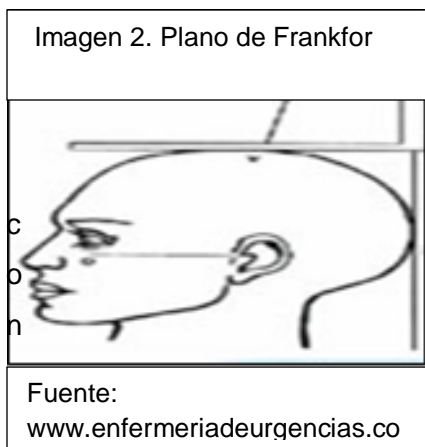 Imagen 2. Plano de Frankfor
c
o
n
Fuente:
www.enfermeriadeurgencias.co